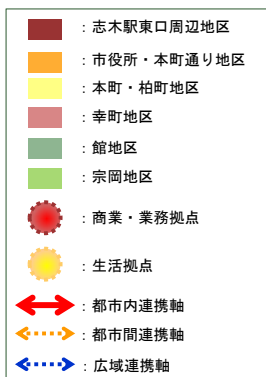 ：志木駅東口周辺地区
：市役所・本町通り地区
：本町・柏町地区
：幸町地区
：館地区
：宗岡地区
：商業・業務拠点
：生活拠点
：都市内連携軸
：都市間連携軸
：広域連携軸